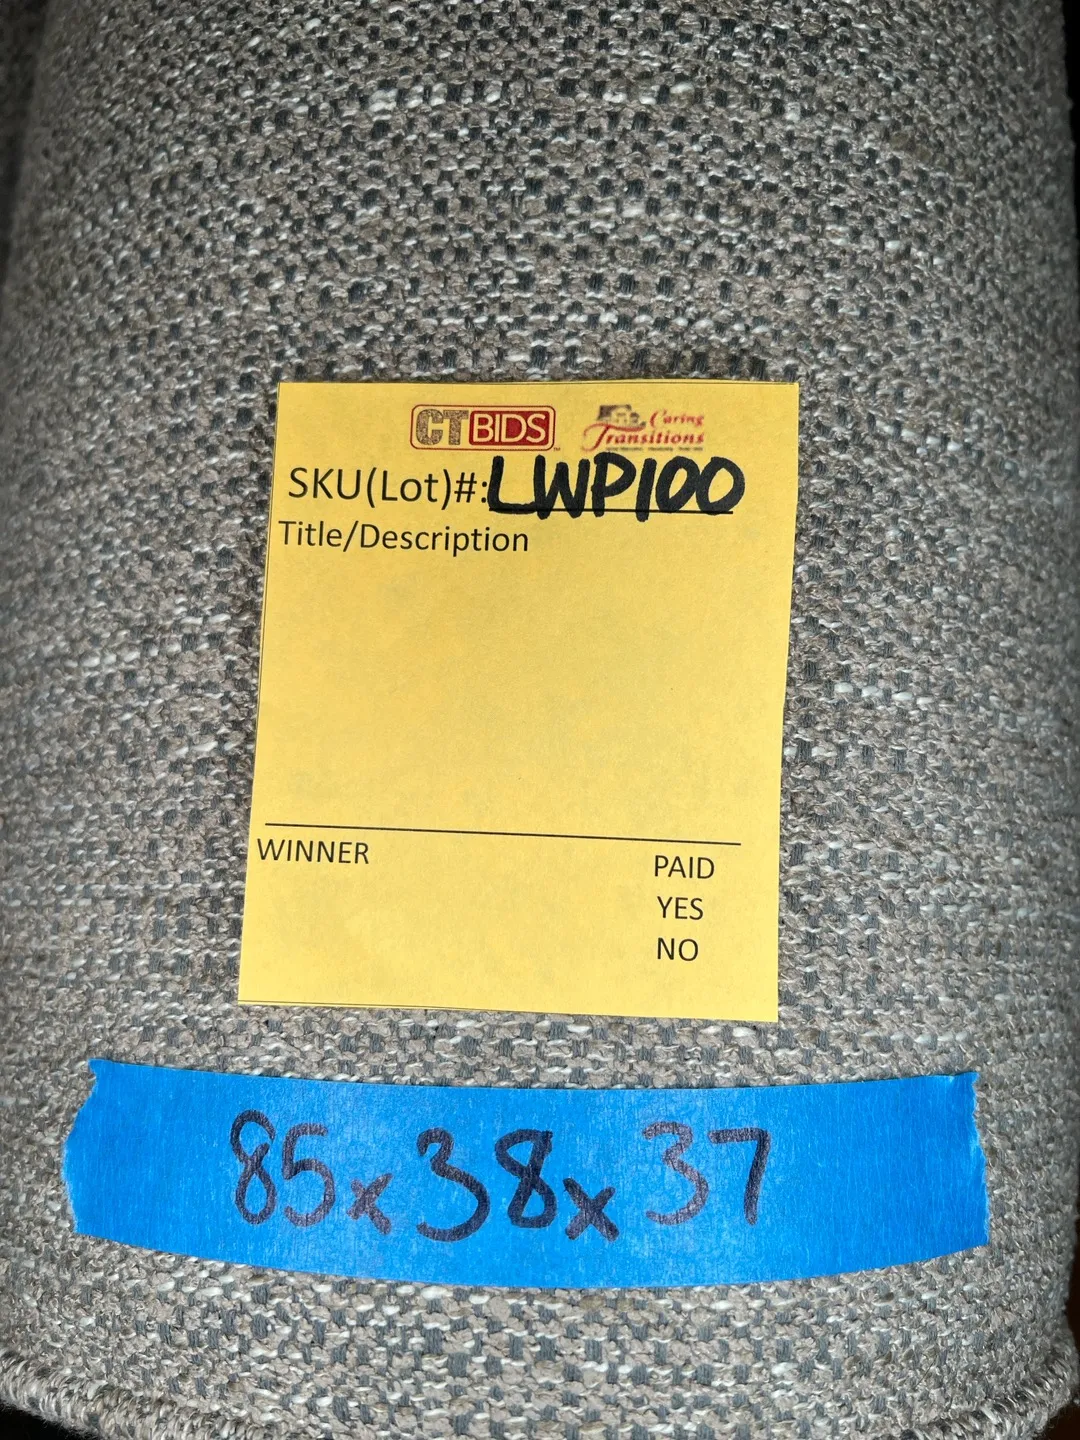 CTBIDS
Caring
Transitions
SKU(Lot)#:LWP100
Title/Description
WINNER
PAID
YES
NO
85x38x37